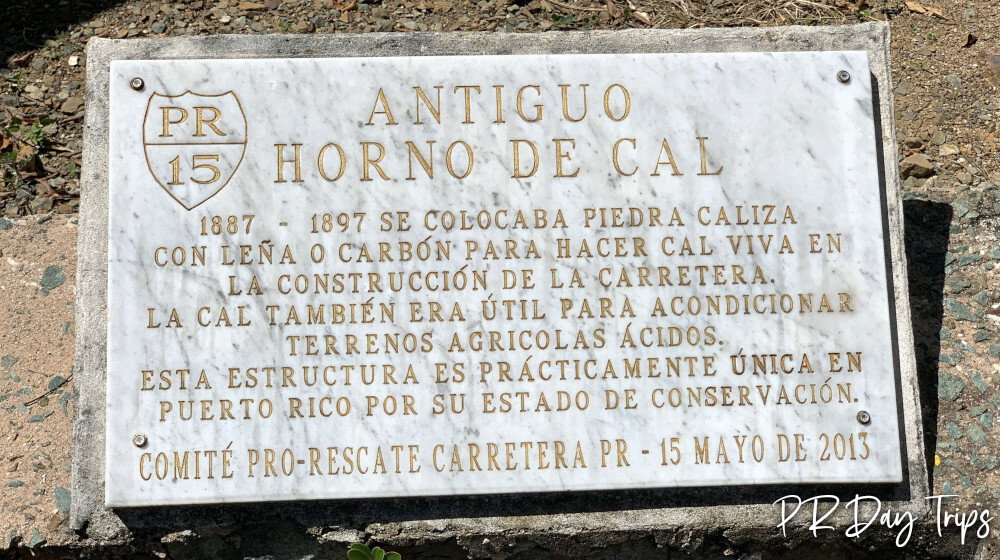 PR
15
ANTIGUO
HORNO DE CAL
1887 - 1897 SE COLOCABA PIEDRA CALIZA
CON LEÑA O CARBÓN PARA HACER CAL VIVA EN
LA CONSTRUCCIÓN DE LA CARRETERA.
LA CAL TAMBIÉN ERA ÚTIL PARA ACONDICIONAR
TERRENOS AGRICOLAS ÁCIDOS.
ESTA ESTRUCTURA ES PRÁCTICAMENTE ÚNICA EN
PUERTO RICO POR SU ESTADO DE CONSERVACIÓN.
COMITÉ PRO-RESCATE CARRETERA PR - 15 MAYO DE 2013
PR Day Trips